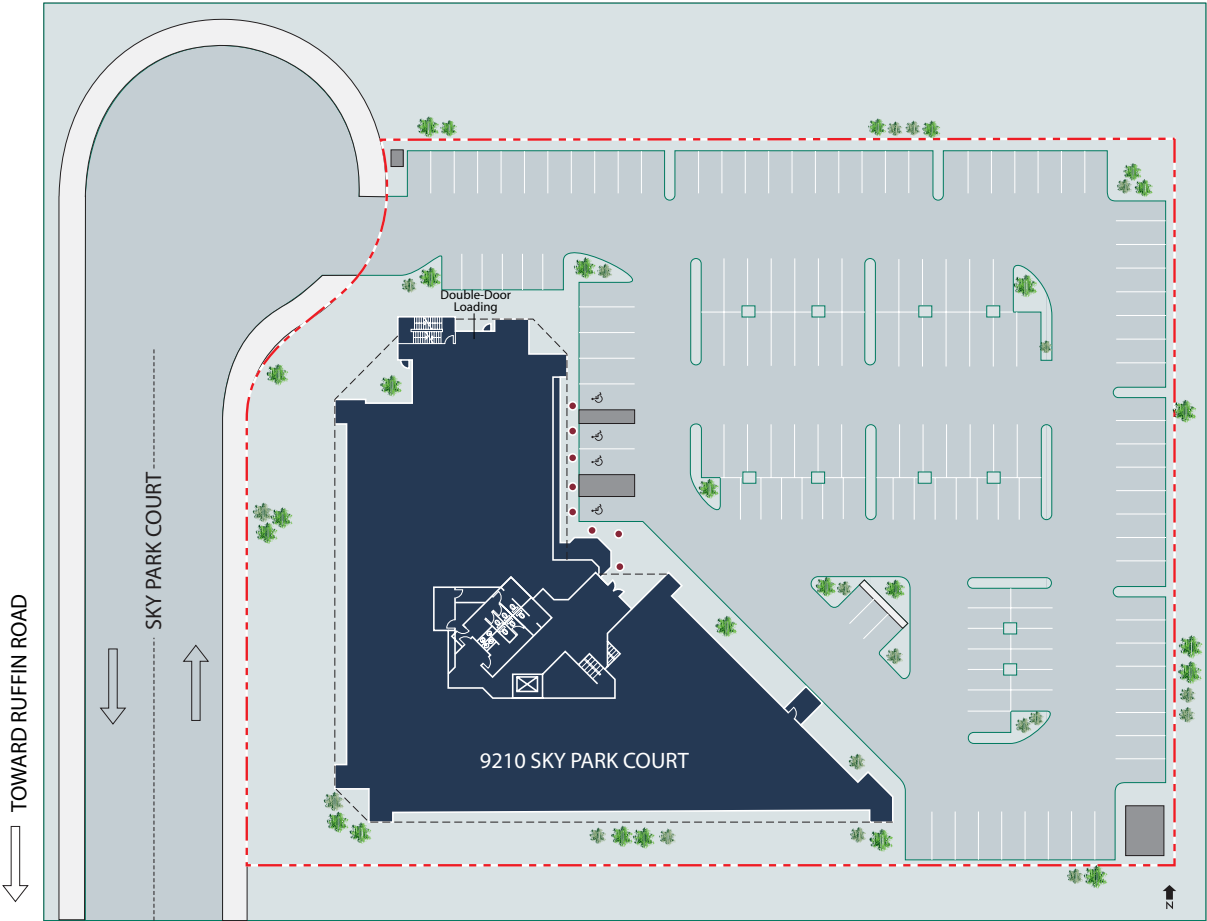 Double-Door
Loading
SKY PARK COURT
TOWARD RUFFIN ROAD
9210 SKY PARK COURT
N